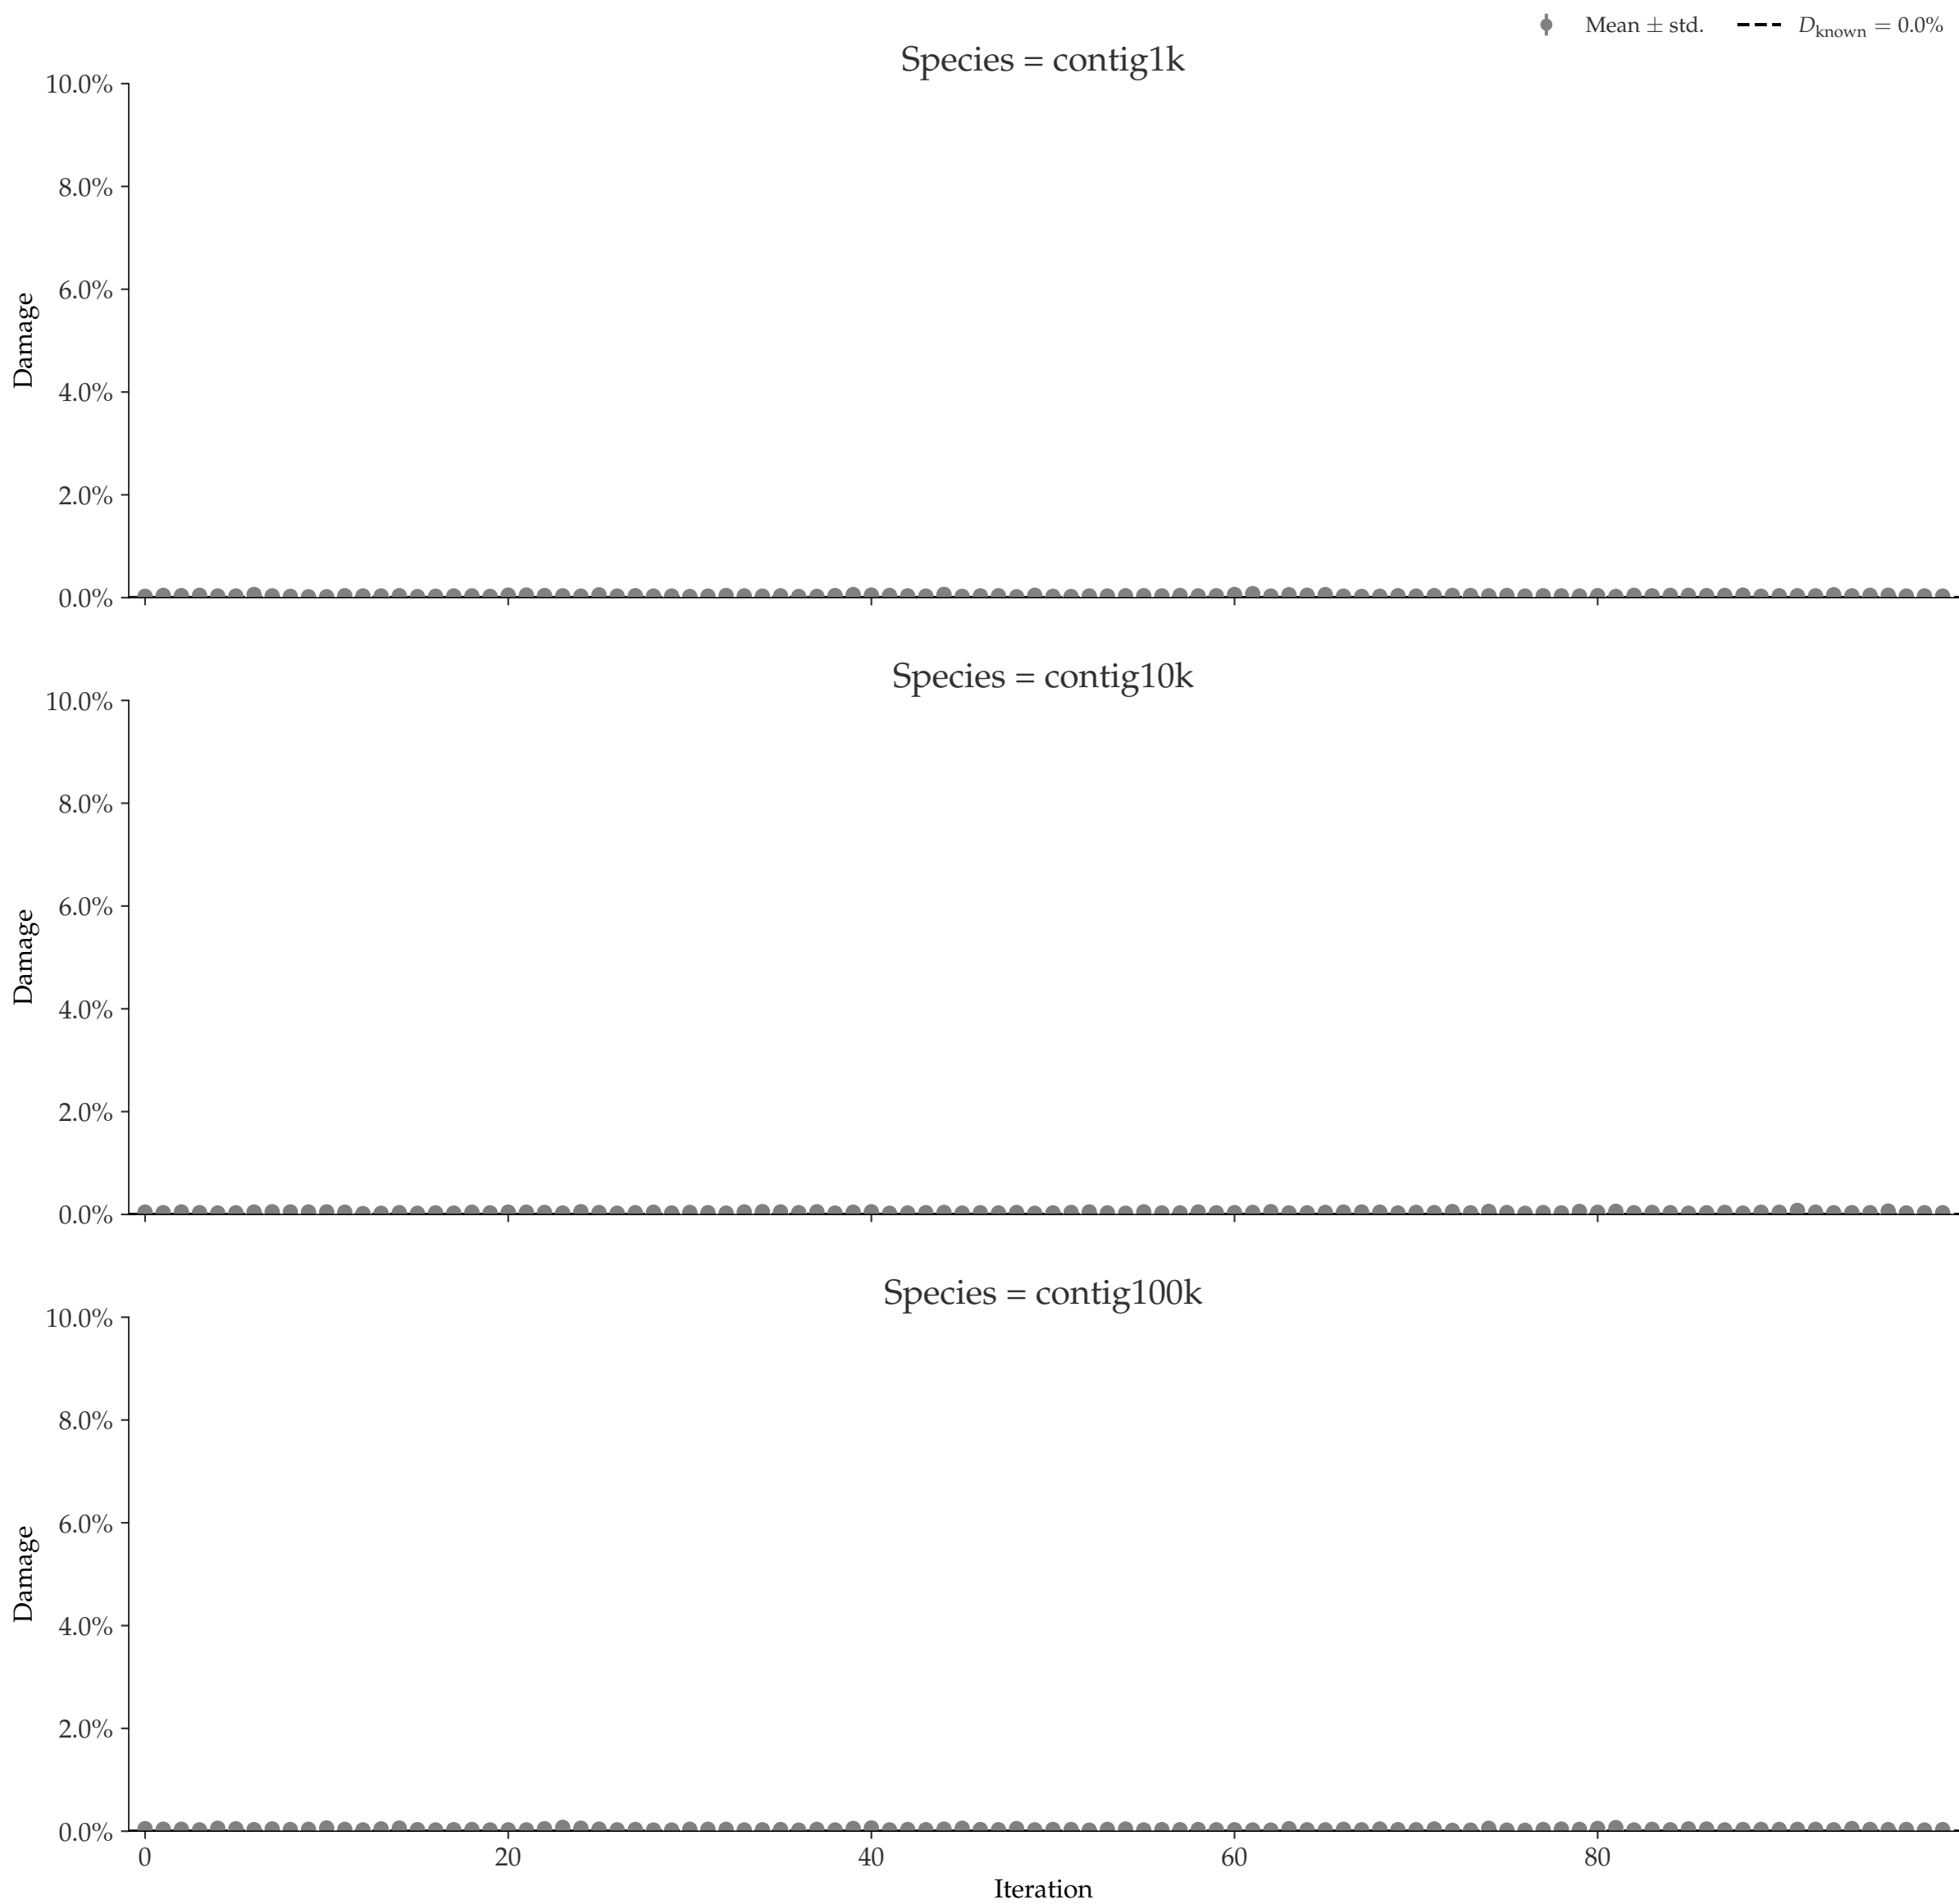 Mean ± std.
D_known = 0.0%
Species = contig1k
10.0%
8.0%
6.0%
4.0%
2.0%
0.0%
Damage
Species = contig10k
10.0%
8.0%
6.0%
4.0%
2.0%
0.0%
Damage
Species = contig100k
10.0%
8.0%
6.0%
4.0%
2.0%
0.0%
Damage
0 20 40 60 80
Iteration